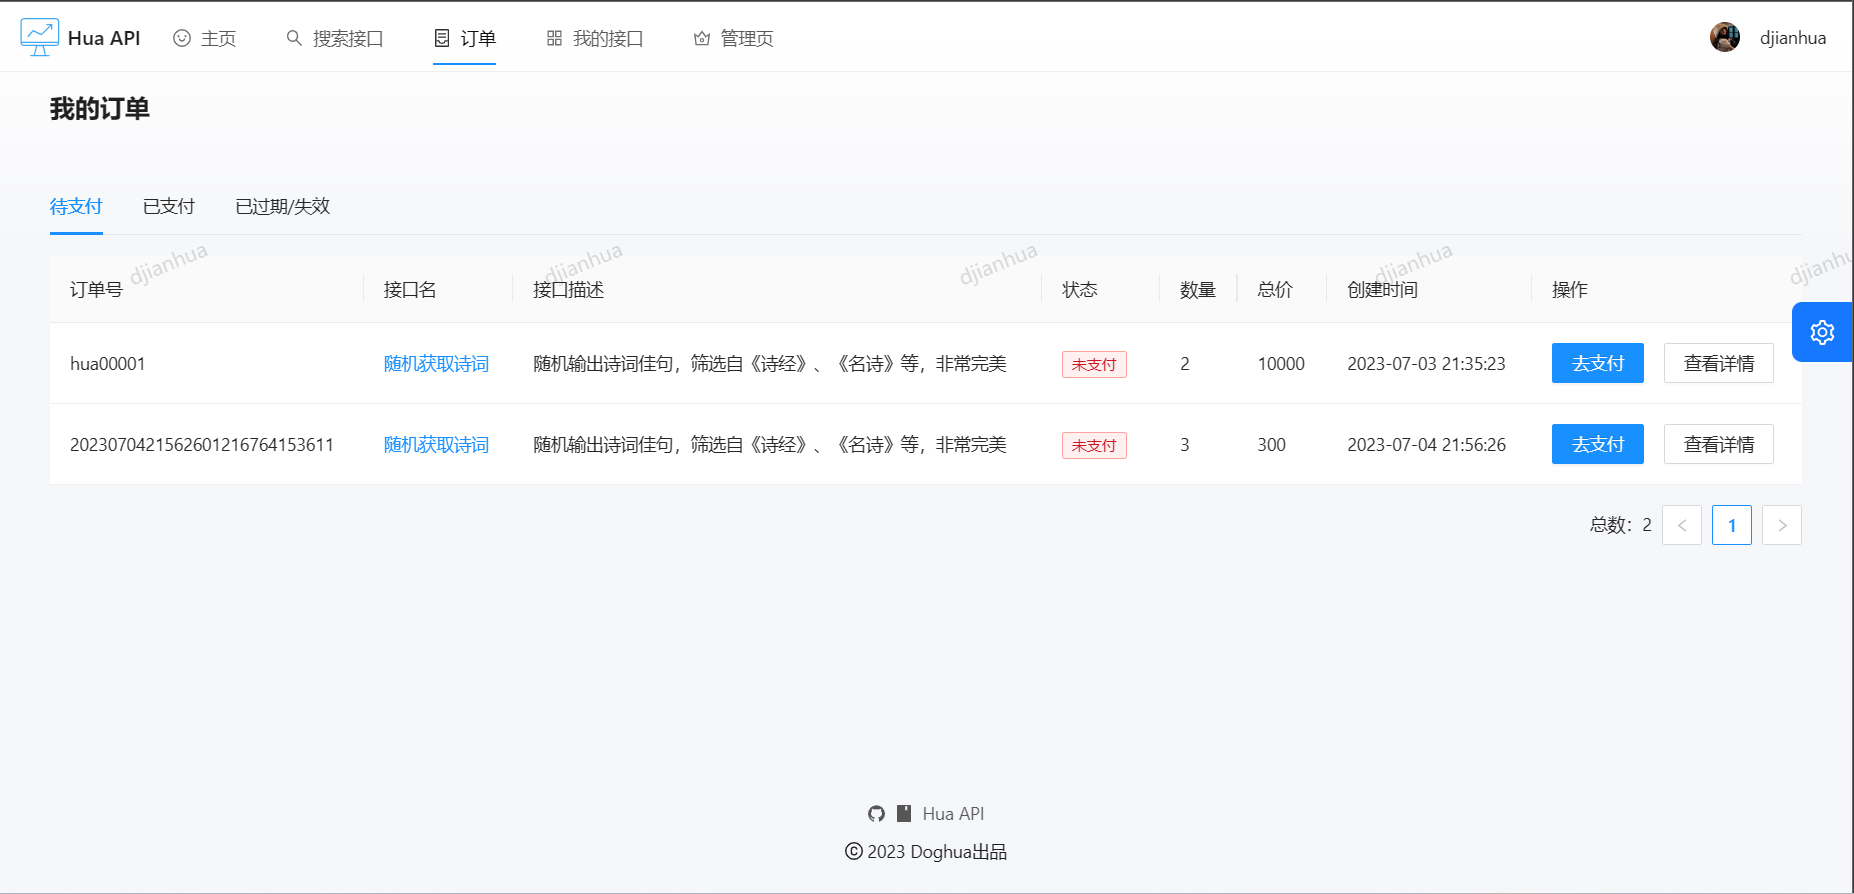 Hua API 主页 搜索接口 订单 我的接口 管理页 djianhua
我的订单
待支付 已支付 已过期/失效
djianhua djianhua djianhua djianhua djianhu
订单号 接口名 接口描述 状态 数量 总价 创建时间 操作
hua00001 随机获取诗词 随机输出诗词佳句，筛选自《诗经》、《名诗》等，非常完美 未支付 2 10000 2023-07-03 21:35:23 去支付 查看详情
2023070421562601216764153611 随机获取诗词 随机输出诗词佳句，筛选自《诗经》、《名诗》等，非常完美 未支付 3 300 2023-07-04 21:56:26 去支付 查看详情
总数：2 < 1 >
Hua API
© 2023 Doghua出品